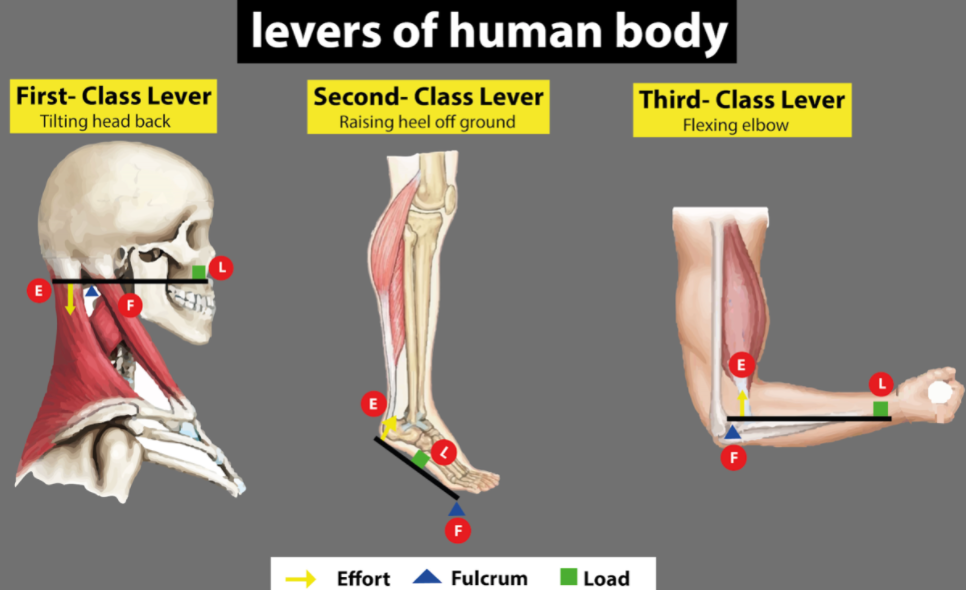 levers of human body
First- Class Lever
Tilting head back
Second- Class Lever
Raising heel off ground
Third- Class Lever
Flexing elbow
E
F
L
E
L
F
E
L
F
Effort
Fulcrum
Load